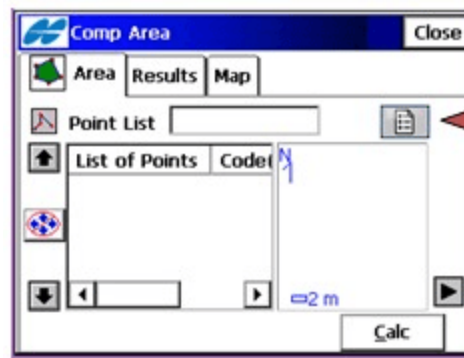 Comp Area Close
Area Results Map
Point List
List of Points Code(
N
2 m
Calc